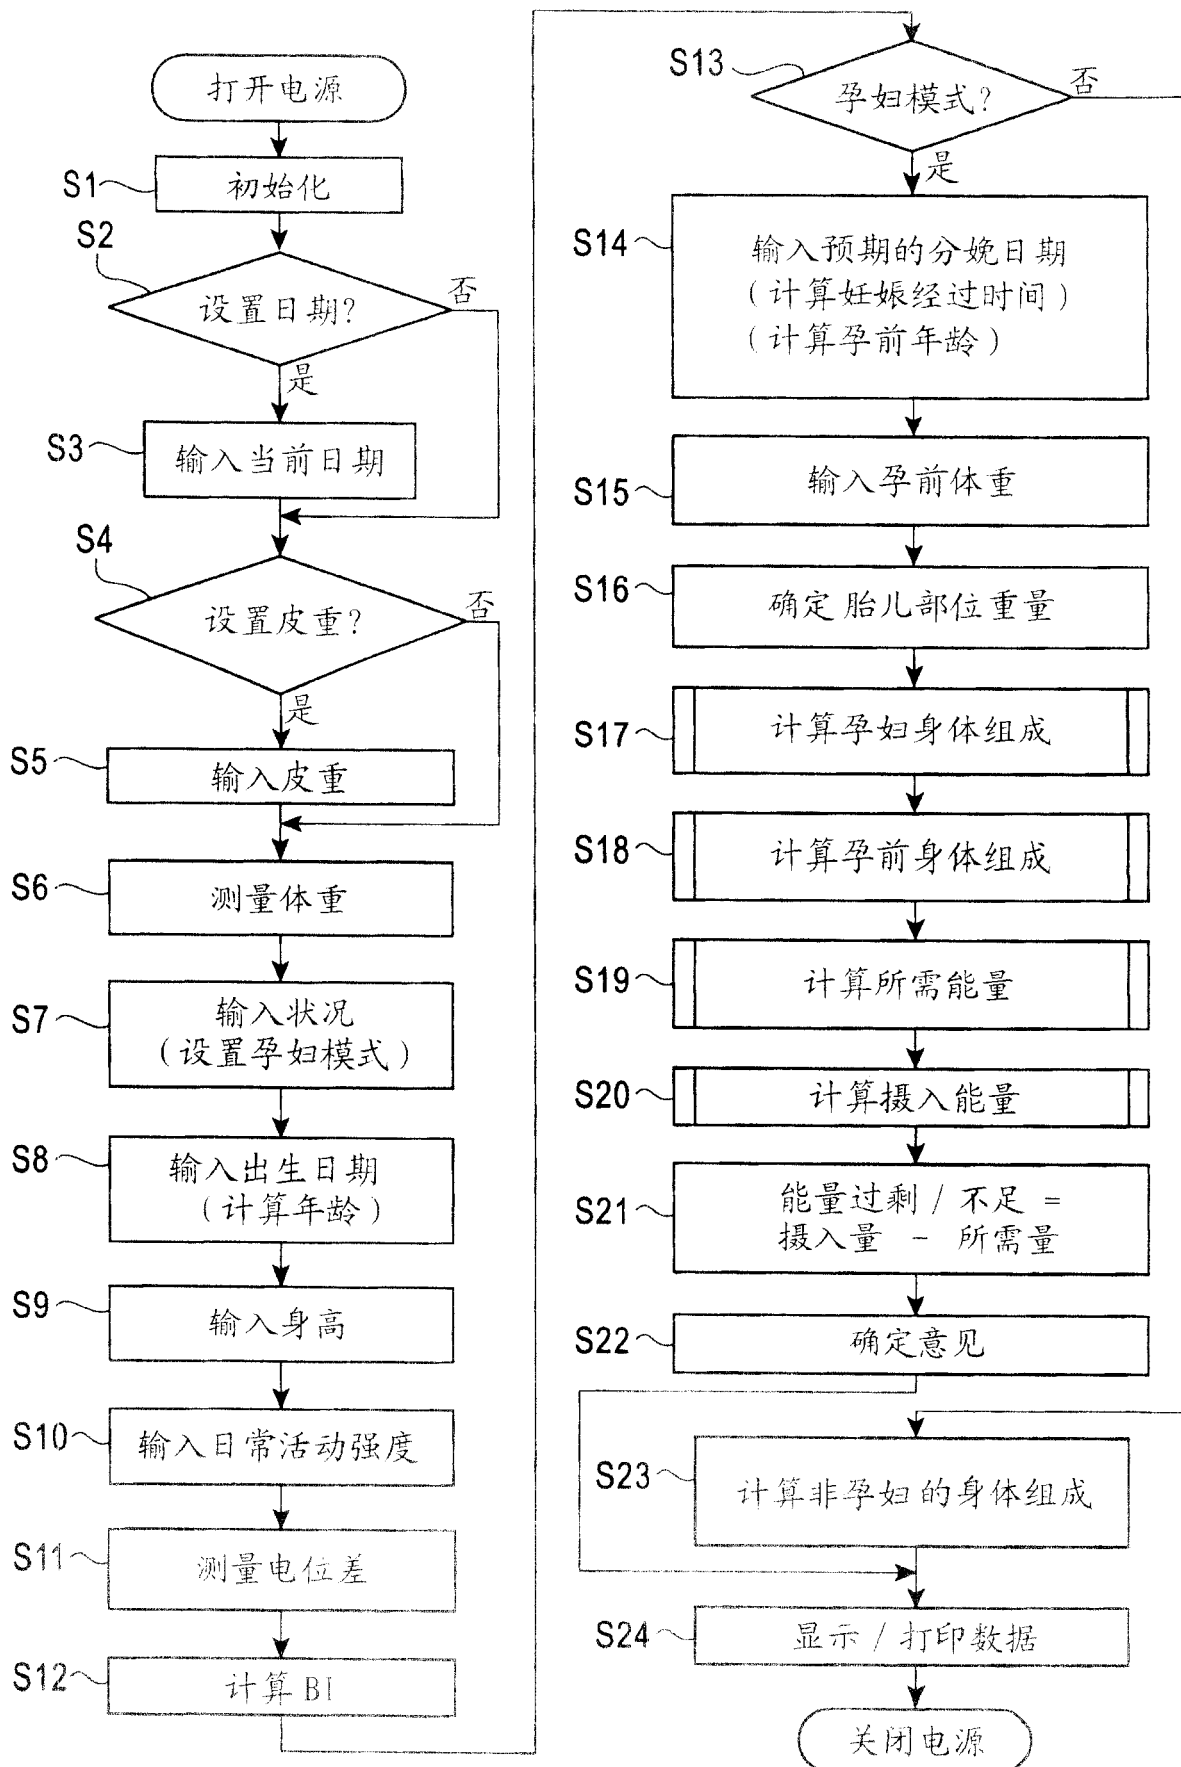 打开电源
S1
初始化
S2
设置日期?
否
是
S3
输入当前日期
S4
设置皮重?
否
是
S5
输入皮重
S6
测量体重
S7
输入状况
(设置孕妇模式)
S8
输入出生日期
(计算年龄)
S9
输入身高
S10
输入日常活动强度
S11
测量电位差
S12
计算BI
S13
孕妇模式?
否
是
S14
输入预期的分娩日期
(计算妊娠经过时间)
(计算孕前年龄)
S15
输入孕前体重
S16
确定胎儿部位重量
S17
计算孕妇身体组成
S18
计算孕前身体组成
S19
计算所需能量
S20
计算摄入能量
S21
能量过剩/不足=
摄入量 - 所需量
S22
确定意见
S23
计算非孕妇的身体组成
S24
显示/打印数据
关闭电源